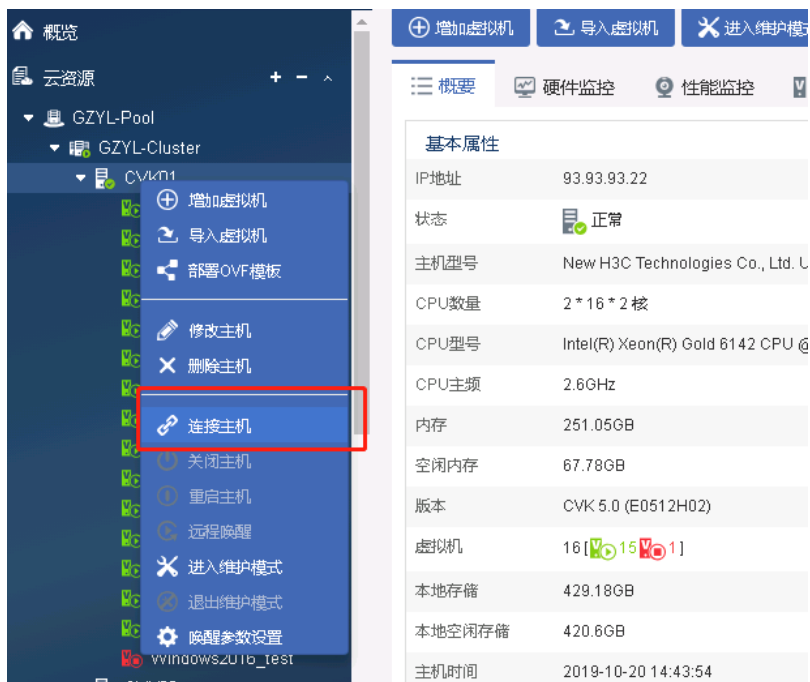 概览
云资源
GZYL-Pool
GZYL-Cluster
CVK01
增加虚拟机
导入虚拟机
部署OVF模板
修改主机
删除主机
连接主机
关闭主机
重启主机
远程唤醒
进入维护模式
退出维护模式
唤醒参数设置
Windows2016_test
增加虚拟机 导入虚拟机 进入维护模式
概要 硬件监控 性能监控
基本属性
IP地址 93.93.93.22
状态 正常
主机型号 New H3C Technologies Co., Ltd. U
CPU数量 2 * 16 * 2 核
CPU型号 Intel(R) Xeon(R) Gold 6142 CPU @
CPU主频 2.6GHz
内存 251.05GB
空闲内存 67.78GB
版本 CVK 5.0 (E0512H02)
虚拟机 16 [ 15 1 ]
本地存储 429.18GB
本地空闲存储 420.6GB
主机时间 2019-10-20 14:43:54